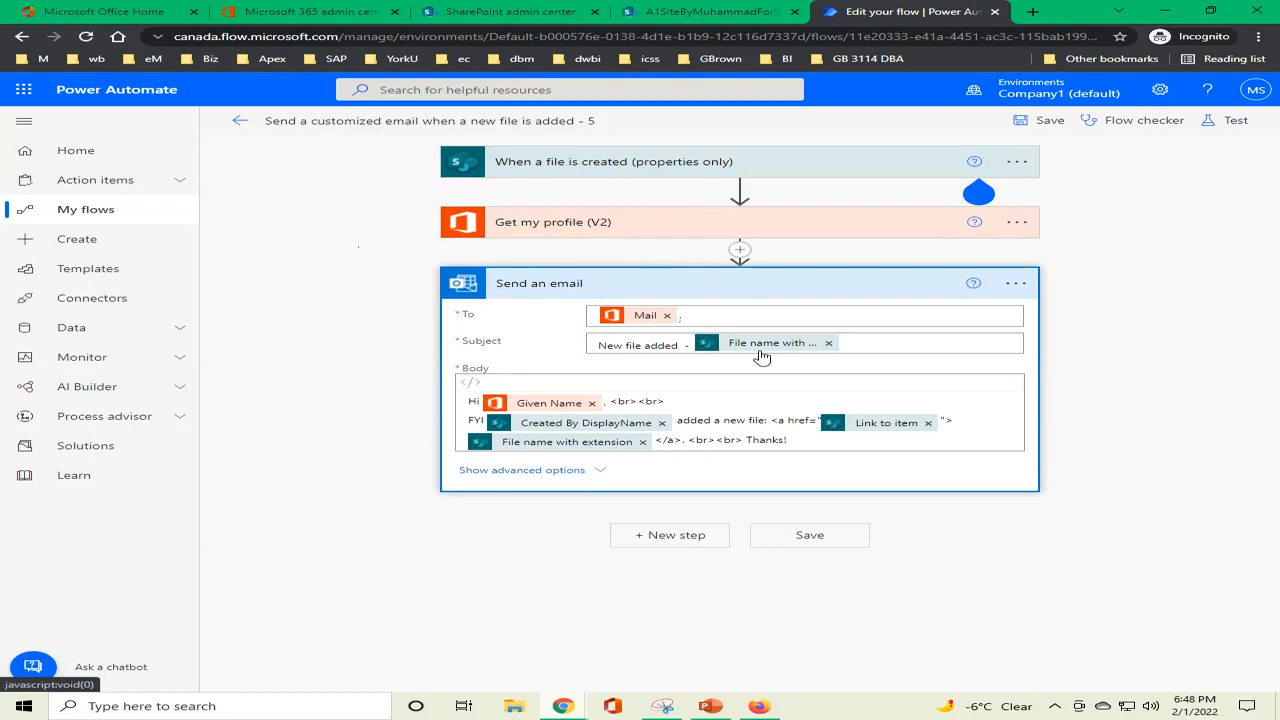 Microsoft Office Home
Microsoft 365 admin cen
SharePoint admin center
A1SiteByMuhammadForW
Edit your flow | Power Aut
canada.flow.microsoft.com/manage/environments/Default-b000576e-0138-4d1e-b1b9-12c116d7337d/flows/11e20333-e41a-4451-ac3c-115bab199...
Incognito
M wb eM Biz Apex SAP YorkU ec dbm dwbi icss GBrown BI GB 3114 DBA Other bookmarks Reading list
Power Automate
Search for helpful resources
Environments
Company1 (default)
MS
Send a customized email when a new file is added - 5
Save
Flow checker
Test
Home
Action items
My flows
Create
Templates
Connectors
Data
Monitor
AI Builder
Process advisor
Solutions
Learn
Ask a chatbot
When a file is created (properties only)
Get my profile (V2)
Send an email
* To
Mail × ;
* Subject
New file added - File name with ... ×
* Body
</>
Hi Given Name × , <br><br>
FYI Created By DisplayName × added a new file: <a href=" Link to item × ">
File name with extension × </a>. <br><br> Thanks!
Show advanced options
+ New step
Save
javascript:void(0)
Type here to search
-6°C Clear
6:48 PM
2/1/2022